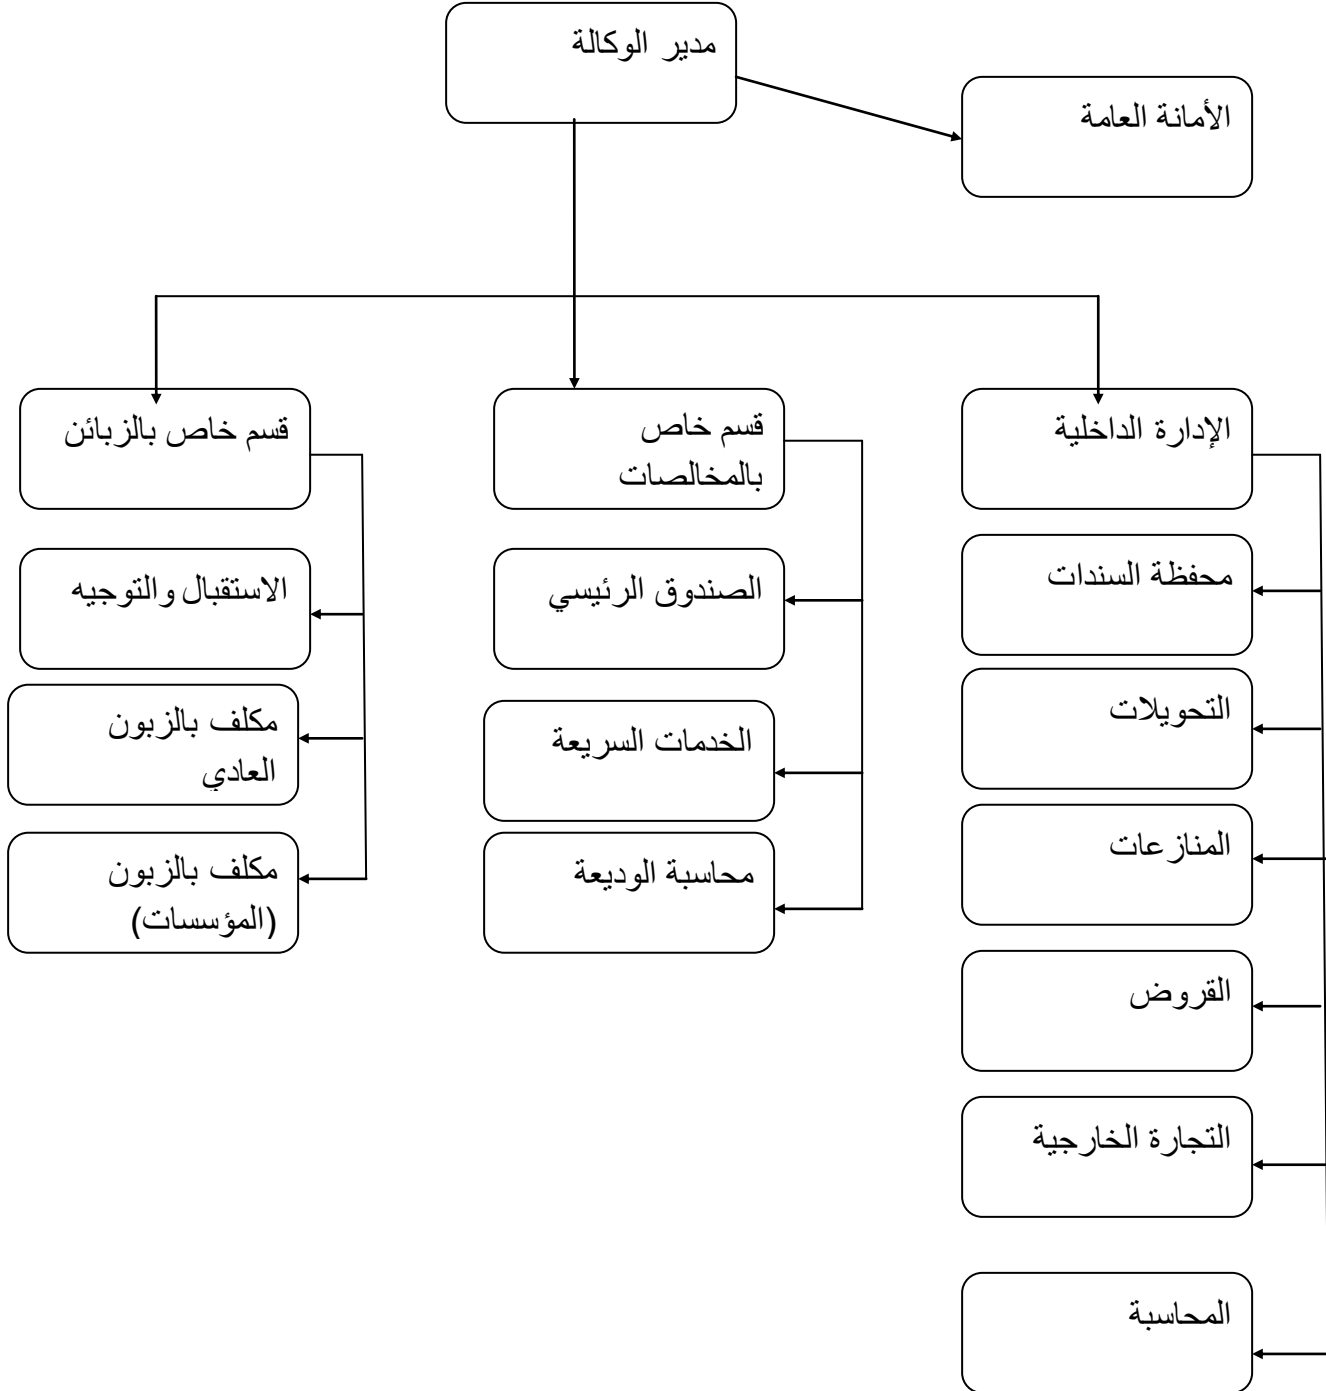 مدير الوكالة
الأمانة العامة
الإدارة الداخلية
محفظة السندات
التحويلات
المنازعات
القروض
التجارة الخارجية
المحاسبة
قسم خاص
بالمخالصات
الصندوق الرئيسي
الخدمات السريعة
محاسبة الوديعة
قسم خاص بالزبائن
الاستقبال والتوجيه
مكلف بالزبون
العادي
مكلف بالزبون
(المؤسسات)